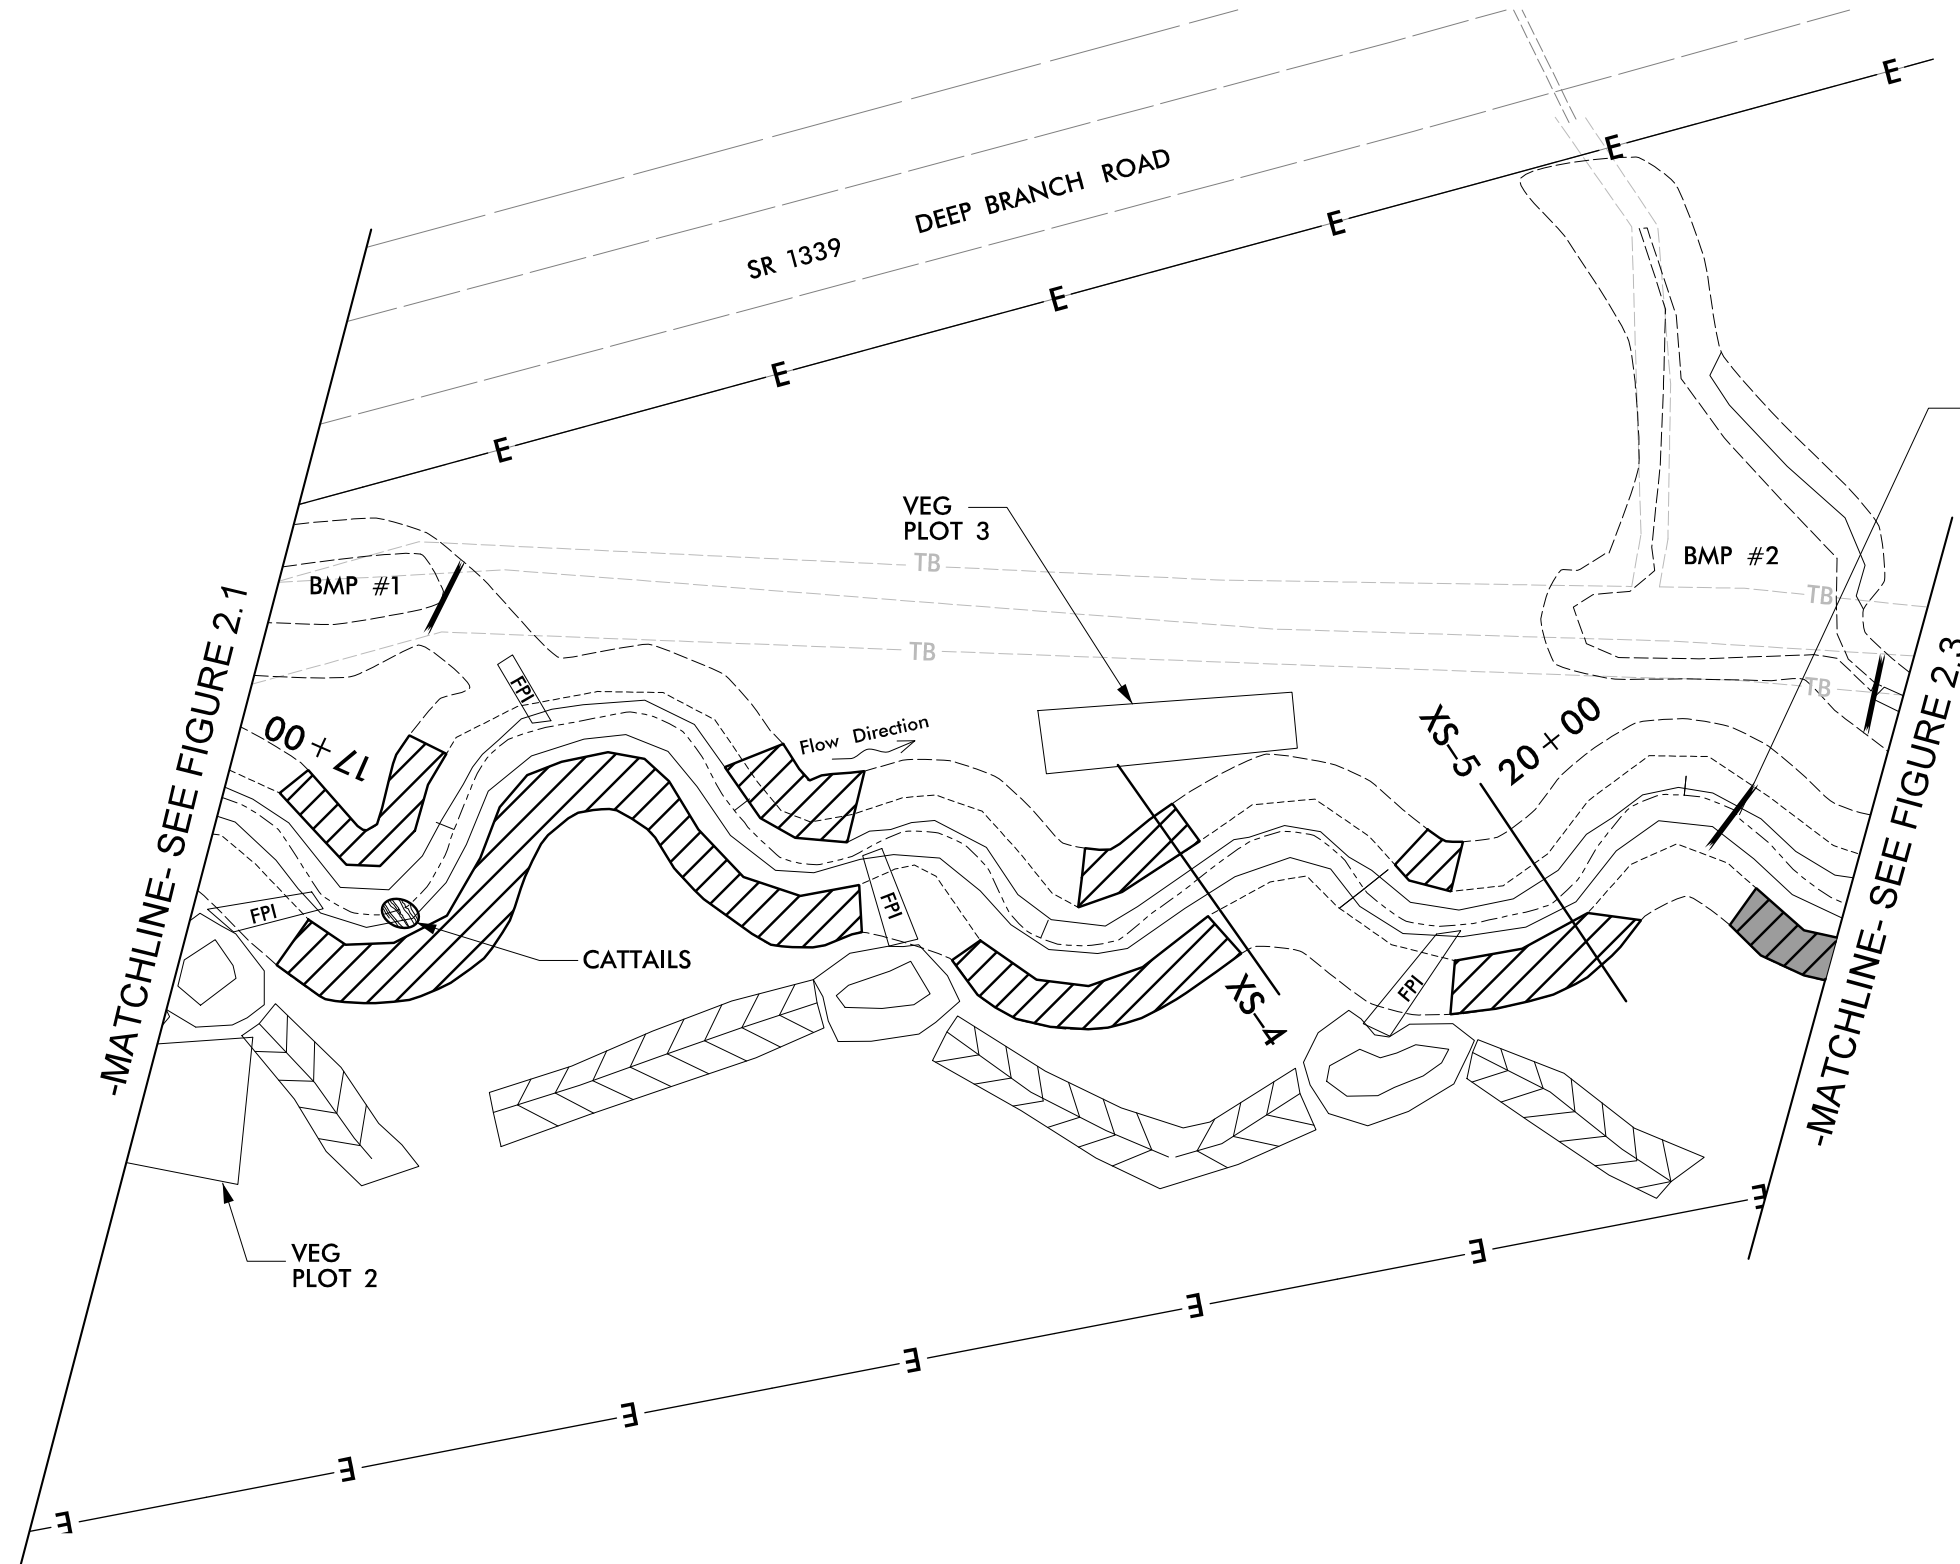 E
E
SR 1339 DEEP BRANCH ROAD
E
E
E
E
VEG
PLOT 3
BMP #1
BMP #2
TB
TB
TB
TB
-MATCHLINE- SEE FIGURE 2.1
-MATCHLINE- SEE FIGURE 2.3
FPI
17+00
Flow Direction
XS-5
20+00
FPI
FPI
CATTAILS
FPI
XS-4
VEG
PLOT 2
E
E
E
E
E
E
E